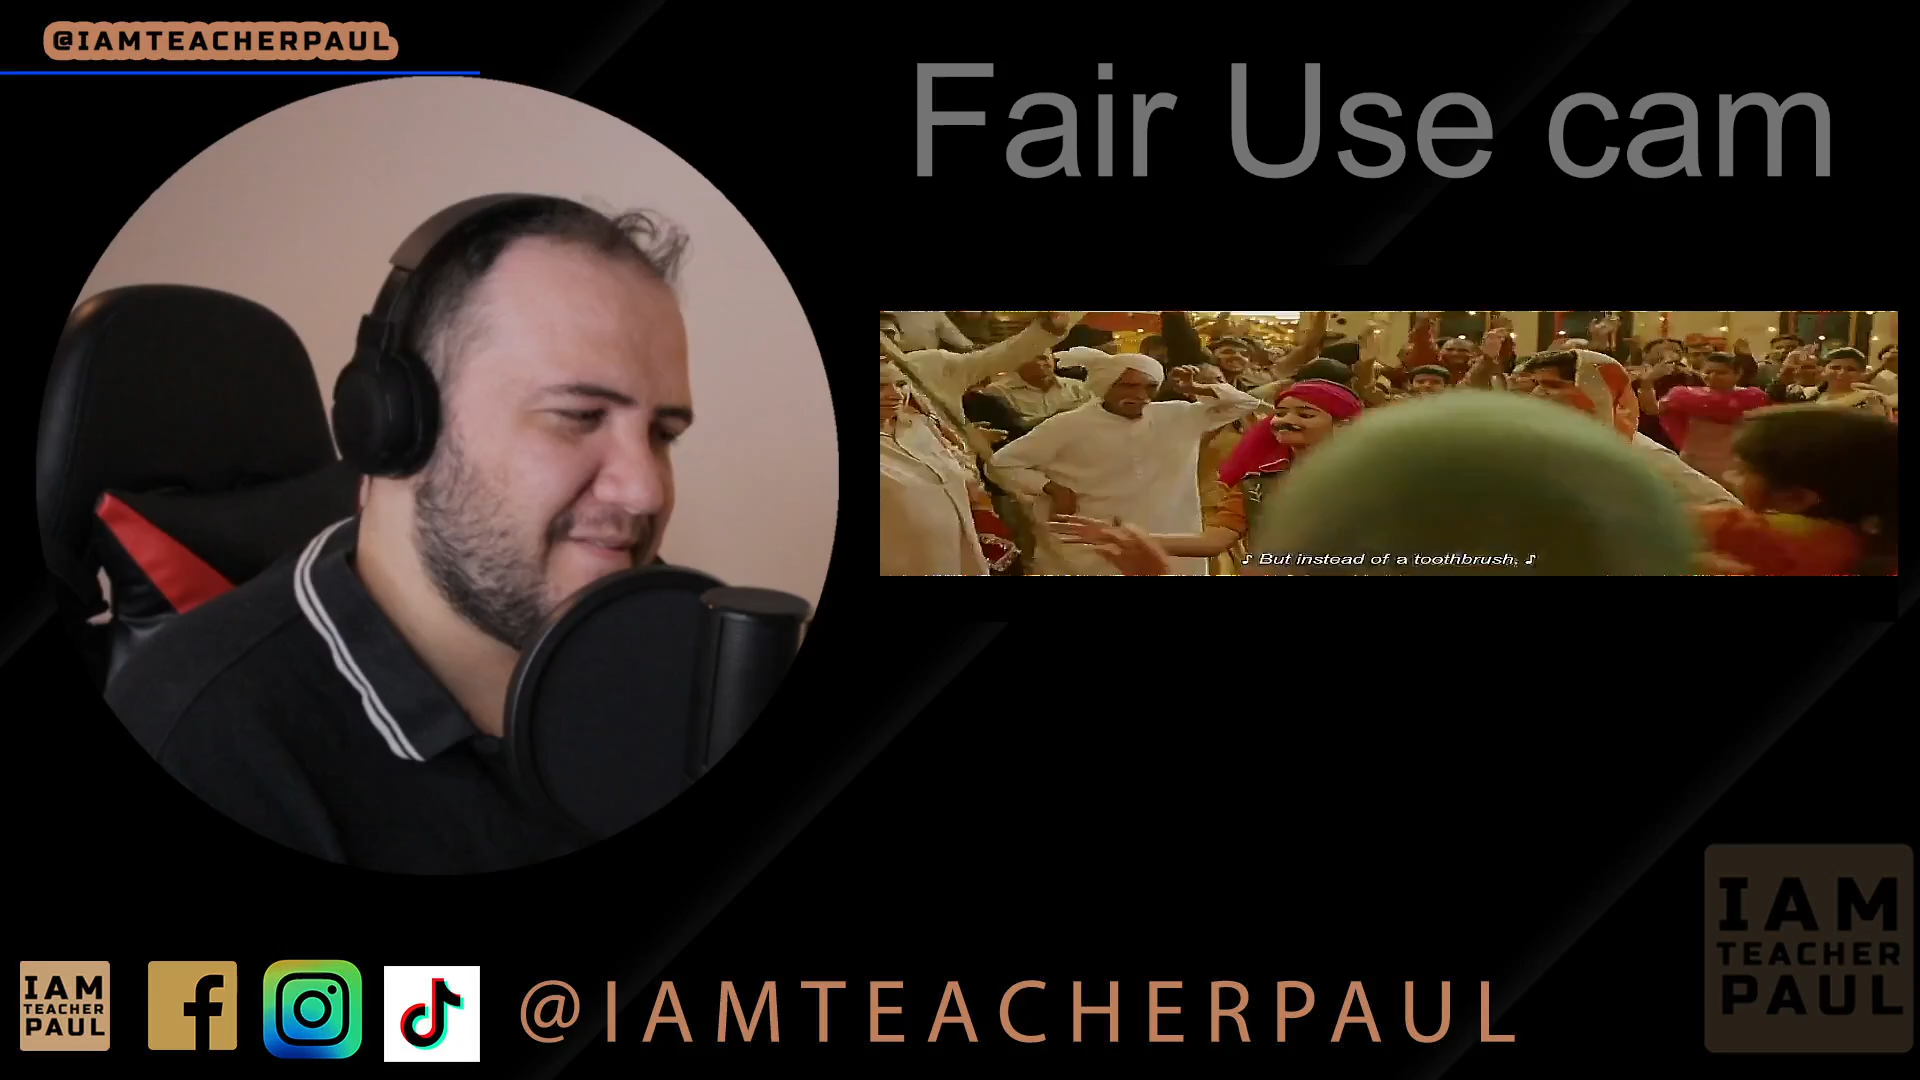 @IAMTEACHERPAUL
Fair Use cam
♪ But instead of a toothbrush, ♪
IAM
TEACHER
PAUL
IAM
TEACHER
PAUL
@IAMTEACHERPAUL